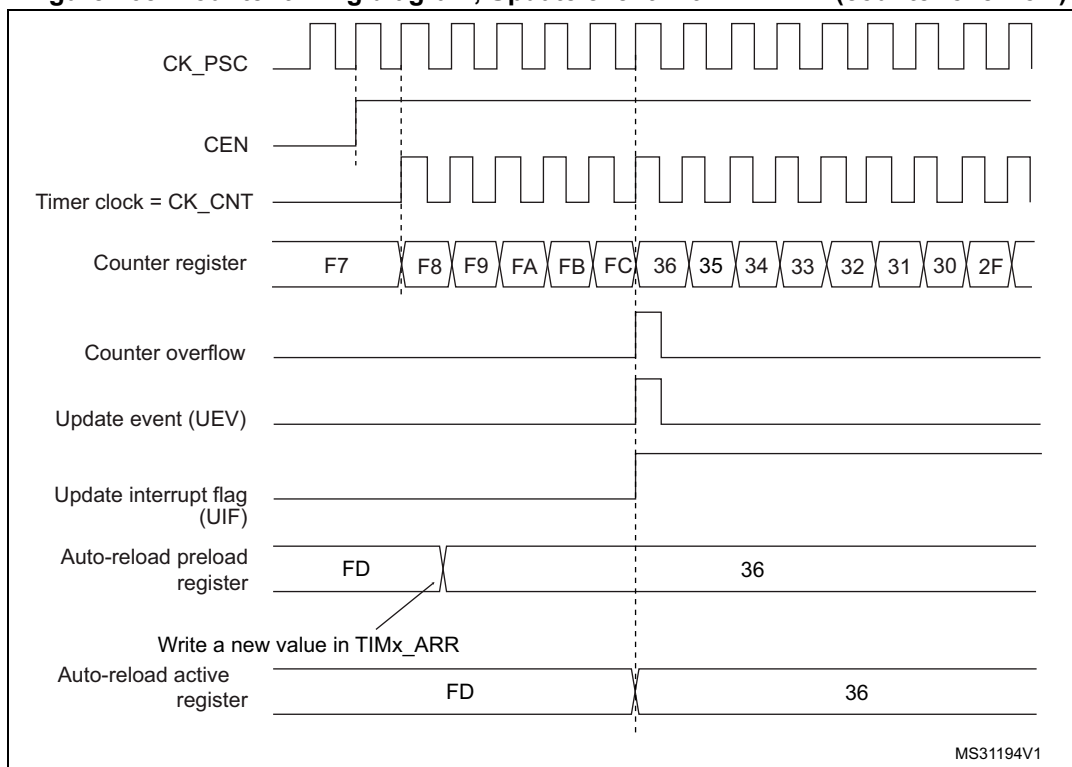 CK_PSC
CEN
Timer clock = CK_CNT
Counter register F7 F8 F9 FA FB FC 36 35 34 33 32 31 30 2F
Counter overflow
Update event (UEV)
Update interrupt flag
(UIF)
Auto-reload preload
register
FD 36
Write a new value in TIMx_ARR
Auto-reload active
register
FD 36
MS31194V1